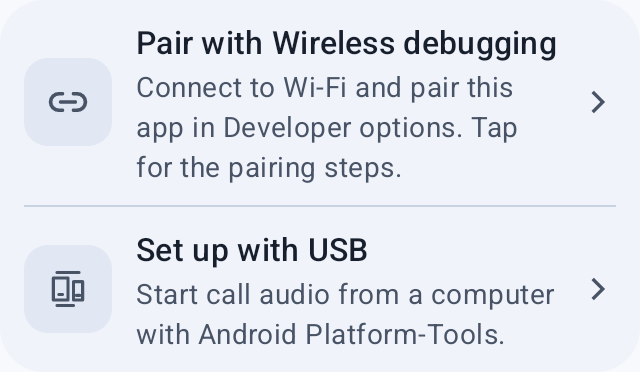 Pair with Wireless debugging
Connect to Wi-Fi and pair this
app in Developer options. Tap
for the pairing steps.
Set up with USB
Start call audio from a computer
with Android Platform-Tools.